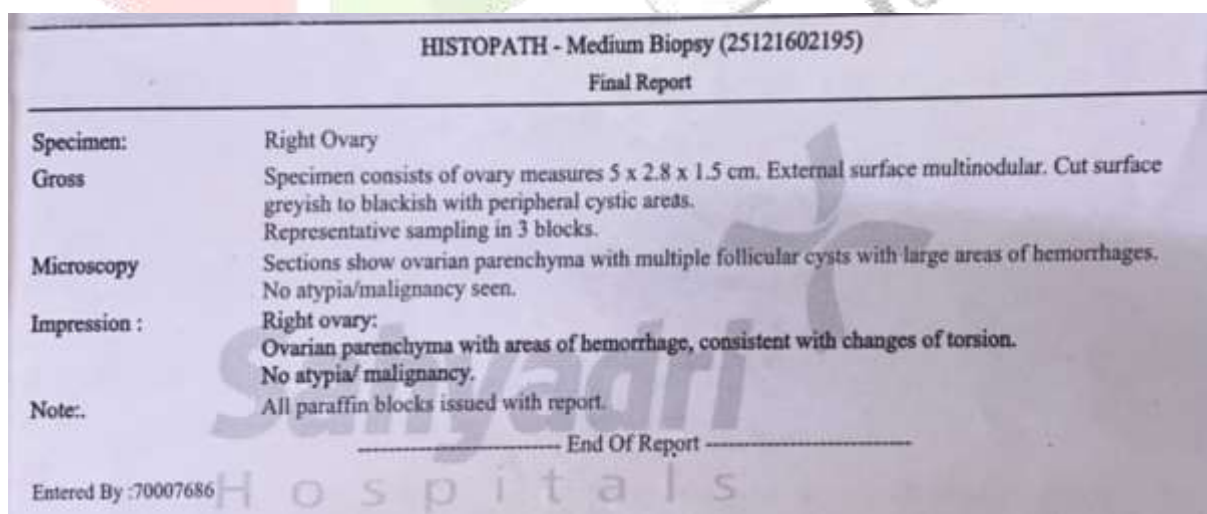 HISTOPATH - Medium Biopsy (25121602195)
Final Report
Specimen: Right Ovary
Gross Specimen consists of ovary measures 5 x 2.8 x 1.5 cm. External surface multinodular. Cut surface
greyish to blackish with peripheral cystic areas.
Representative sampling in 3 blocks.
Microscopy Sections show ovarian parenchyma with multiple follicular cysts with large areas of hemorrhages.
No atypia/malignancy seen.
Impression : Right ovary:
Ovarian parenchyma with areas of hemorrhage, consistent with changes of torsion.
No atypia/ malignancy.
Note:. All paraffin blocks issued with report.
End Of Report
Entered By :70007686
Sahyadri
Hospitals